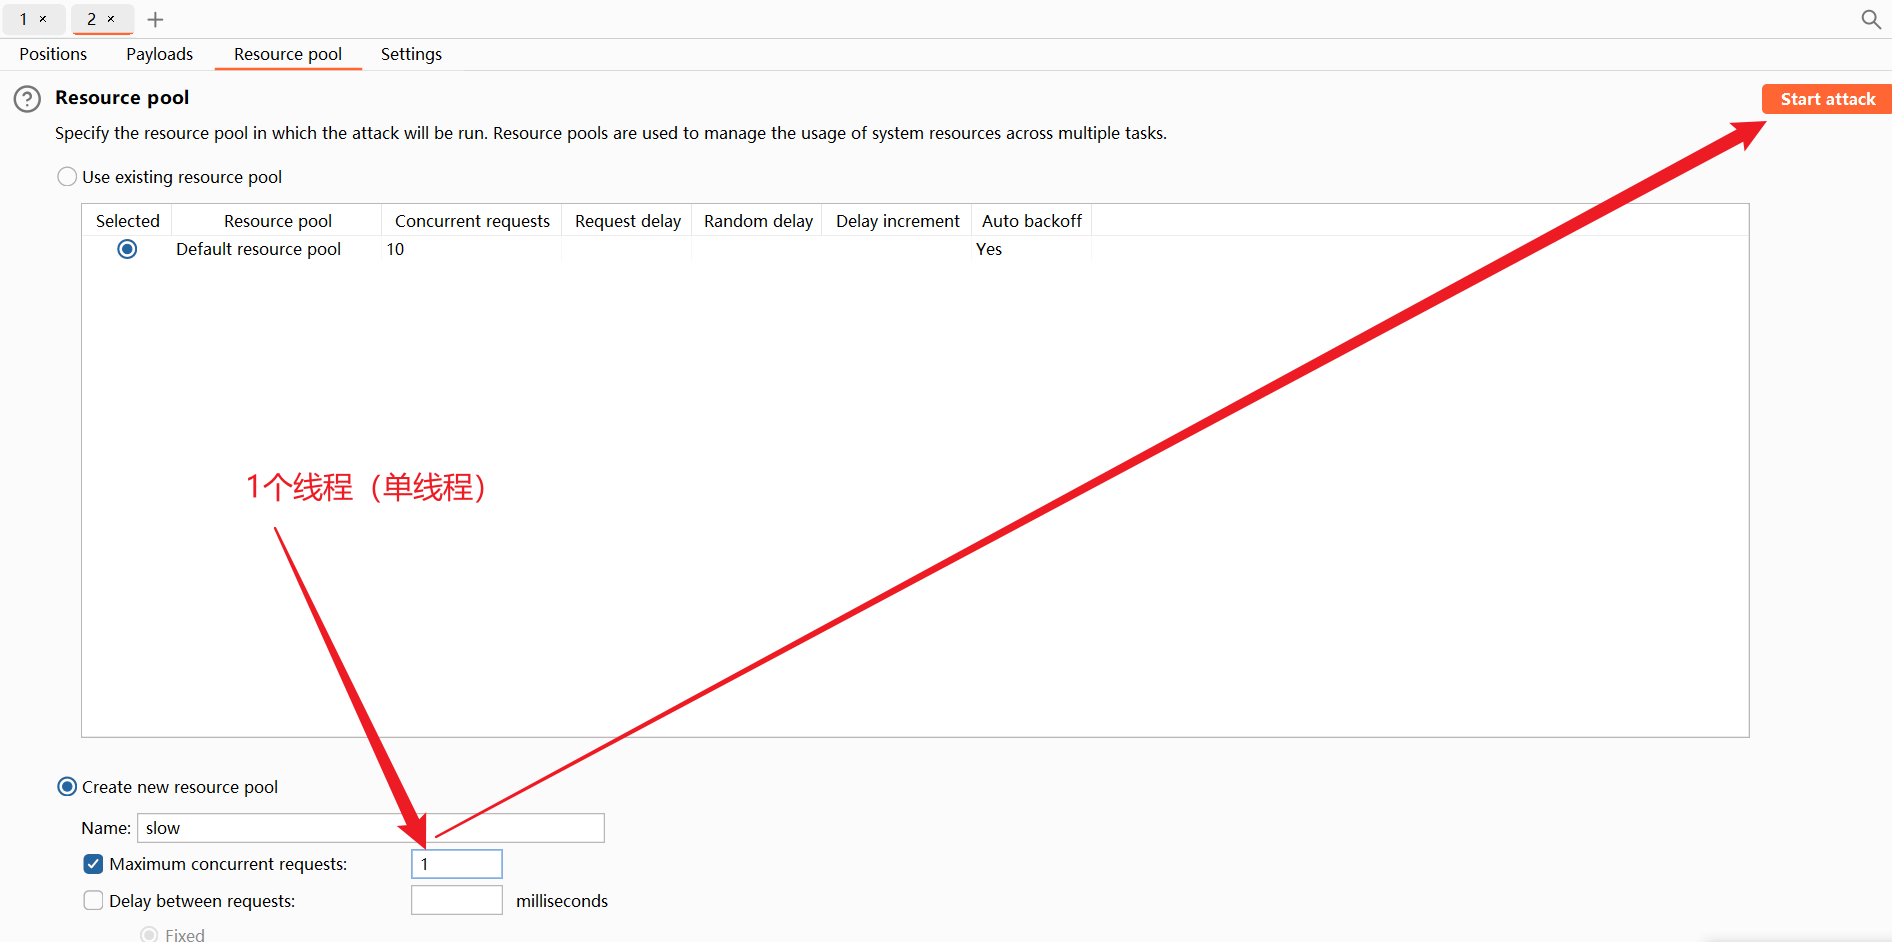 1 × 2 × +
Positions Payloads Resource pool Settings
Resource pool
Start attack
Specify the resource pool in which the attack will be run. Resource pools are used to manage the usage of system resources across multiple tasks.
Use existing resource pool
Selected Resource pool Concurrent requests Request delay Random delay Delay increment Auto backoff
Default resource pool 10 Yes
1个线程（单线程）
Create new resource pool
Name: slow
Maximum concurrent requests: 1
Delay between requests: milliseconds
Fixed